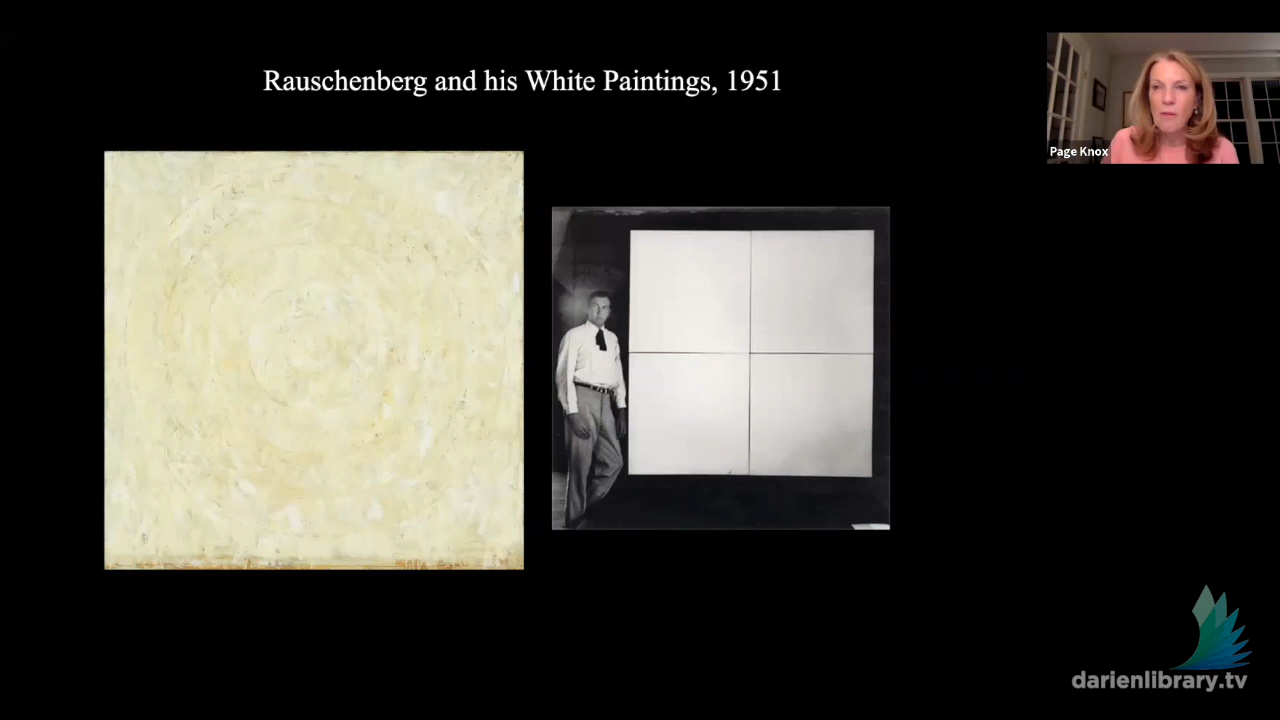 Rauschenberg and his White Paintings, 1951
Page Knox
darienlibrary.tv